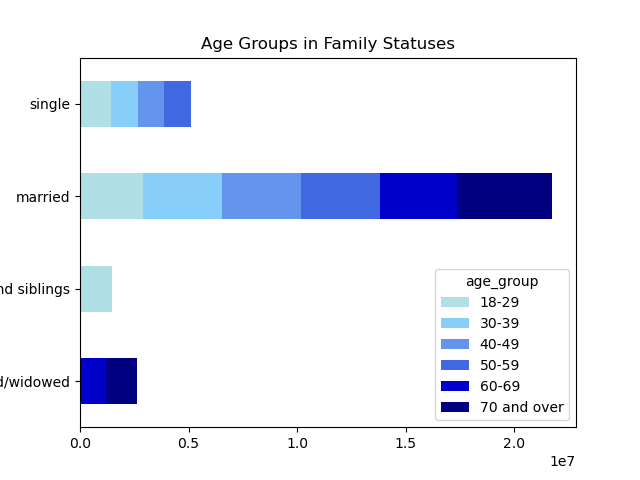 Age Groups in Family Statuses
single
married
nd siblings
d/widowed
age_group
18-29
30-39
40-49
50-59
60-69
70 and over
0.0 0.5 1.0 1.5 2.0
1e7